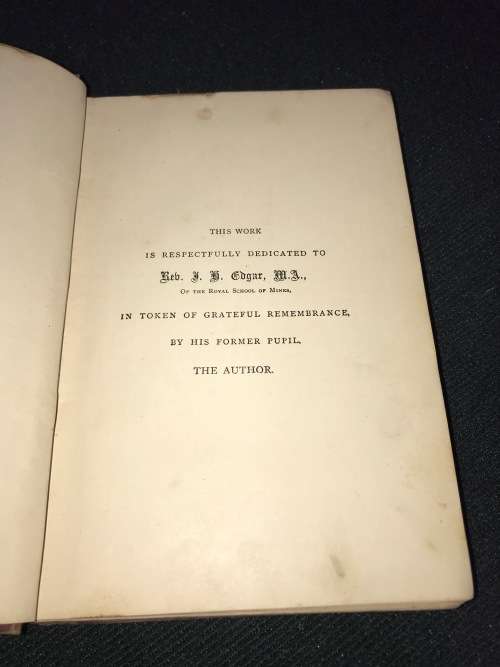 THIS WORK
IS RESPECTFULLY DEDICATED TO
Rev. J. H. Edgar, M.A.,
OF THE ROYAL SCHOOL OF MINES,
IN TOKEN OF GRATEFUL REMEMBRANCE,
BY HIS FORMER PUPIL,
THE AUTHOR.